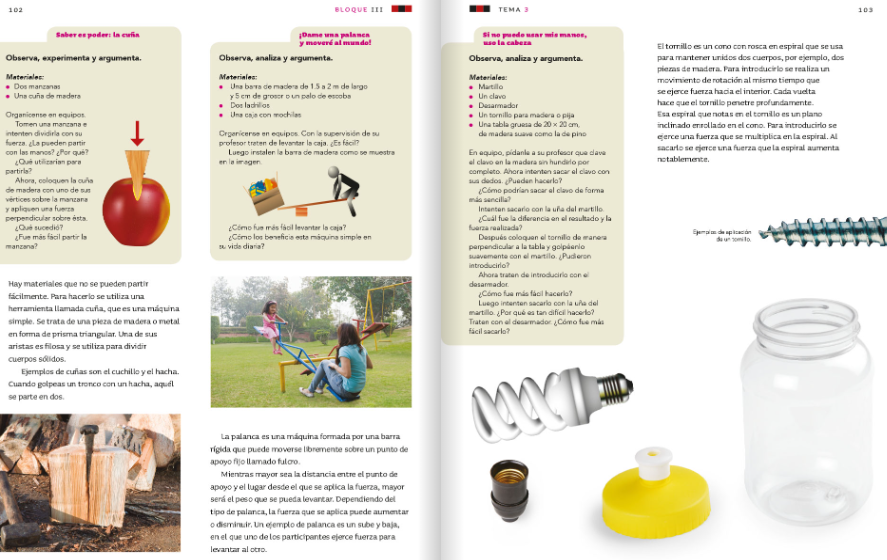 102
BLOQUE III
Saber es poder: la cuña
Observa, experimenta y argumenta.
Materiales:
Dos manzanas
Una cuña de madera
Organícense en equipos.
Tomen una manzana e
intenten dividirla con su
fuerza. ¿La pueden partir
con las manos? ¿Por qué?
¿Qué utilizarían para
partirla?
Ahora, coloquen la cuña
de madera con uno de sus
vértices sobre la manzana
y apliquen una fuerza
perpendicular sobre ésta.
¿Qué sucedió?
¿Fue más fácil partir la
manzana?
Hay materiales que no se pueden partir
fácilmente. Para hacerlo se utiliza una
herramienta llamada cuña, que es una máquina
simple. Se trata de una pieza de madera o metal
en forma de prisma triangular. Una de sus
aristas es filosa y se utiliza para dividir
cuerpos sólidos.
Ejemplos de cuñas son el cuchillo y el hacha.
Cuando golpeas un tronco con un hacha, aquél
se parte en dos.
¡Dame una palanca
y moveré al mundo!
Observa, analiza y argumenta.
Materiales:
Una barra de madera de 1.5 a 2 m de largo
y 5 cm de grosor o un palo de escoba
Dos ladrillos
Una caja con mochilas
Organícense en equipos. Con la supervisión de su
profesor traten de levantar la caja. ¿Es fácil?
Luego instalen la barra de madera como se muestra
en la imagen.
¿Cómo fue más fácil levantar la caja?
¿Cómo los beneficia esta máquina simple en
su vida diaria?
La palanca es una máquina formada por una barra
rígida que puede moverse libremente sobre un punto de
apoyo fijo llamado fulcro.
Mientras mayor sea la distancia entre el punto de
apoyo y el lugar desde el que se aplica la fuerza, mayor
será el peso que se pueda levantar. Dependiendo del
tipo de palanca, la fuerza que se aplica puede aumentar
o disminuir. Un ejemplo de palanca es un sube y baja,
en el que uno de los participantes ejerce fuerza para
levantar al otro.
TEMA 3
103
Si no puede usar mis manos,
uso la cabeza
Observa, analiza y argumenta.
Materiales:
Martillo
Un clavo
Desarmador
Un tornillo para madera o pija
Una tabla gruesa de 20 × 20 cm,
de madera suave como la de pino
En equipo, pídanle a su profesor que clave
el clavo en la madera sin hundirlo por
completo. Ahora intenten sacar el clavo con
sus dedos. ¿Pueden hacerlo?
¿Cómo podrían sacar el clavo de forma
más sencilla?
Intenten sacarlo con la uña del martillo.
¿Cuál fue la diferencia en el resultado y la
fuerza realizada?
Después coloquen el tornillo de manera
perpendicular a la tabla y golpéenlo
suavemente con el martillo. ¿Pudieron
introducirlo?
Ahora traten de introducirlo con el
desarmador.
¿Cómo fue más fácil hacerlo?
Luego intenten sacarlo con la uña del
martillo. ¿Por qué es tan difícil hacerlo?
Traten con el desarmador. ¿Cómo fue más
fácil sacarlo?
El tornillo es un cono con rosca en espiral que se usa
para mantener unidos dos cuerpos, por ejemplo, dos
piezas de madera. Para introducirlo se realiza un
movimiento de rotación al mismo tiempo que
se ejerce fuerza hacia el interior. Cada vuelta
hace que el tornillo penetre profundamente.
Esa espiral que notas en el tornillo es un plano
inclinado enrollado en el cono. Para introducirlo se
ejerce una fuerza que se multiplica en la espiral. Al
sacarlo se ejerce una fuerza que la espiral aumenta
notablemente.
Ejemplos de aplicación
de un tornillo.